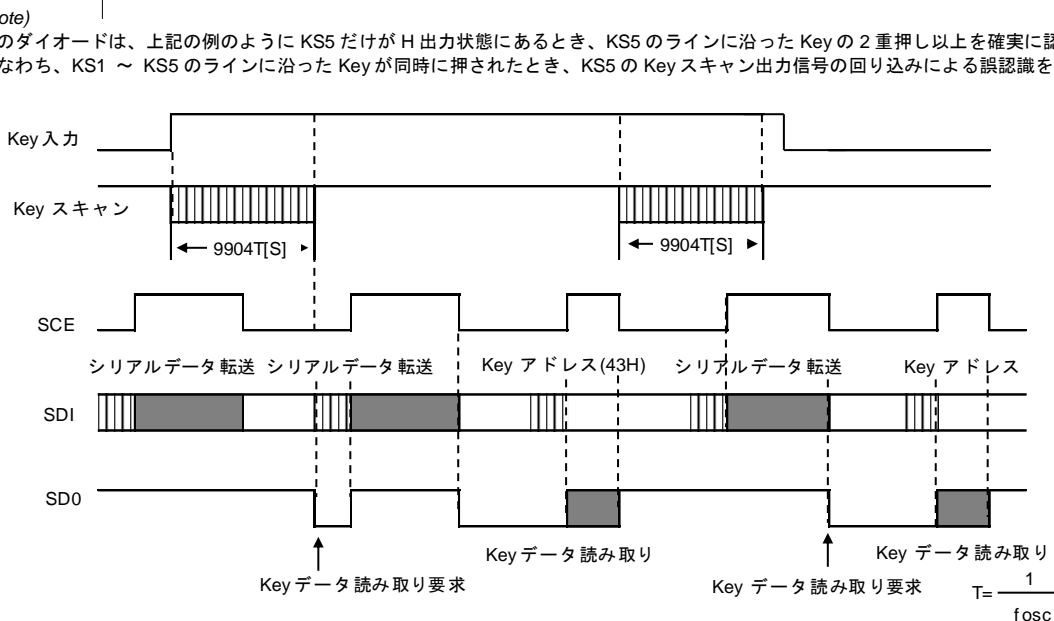 ote)
のダイオードは、上記の例のように KS5 だけが H 出力状態にあるとき、KS5 のラインに沿った Key の 2 重押し以上を確実に認
なわち、KS1 ～ KS5 のラインに沿った Key が同時に押されたとき、KS5 の Key スキャン出力信号の回り込みによる誤認識を
Key 入力
Key スキャン
9904T[S]
9904T[S]
SCE
シリアルデータ転送 シリアルデータ転送 Key アドレス(43H) シリアルデータ転送 Key アドレス
SDI
SD0
Key データ読み取り
Key データ読み取り
Key データ読み取り要求
Key データ読み取り要求
T= 1
fosc